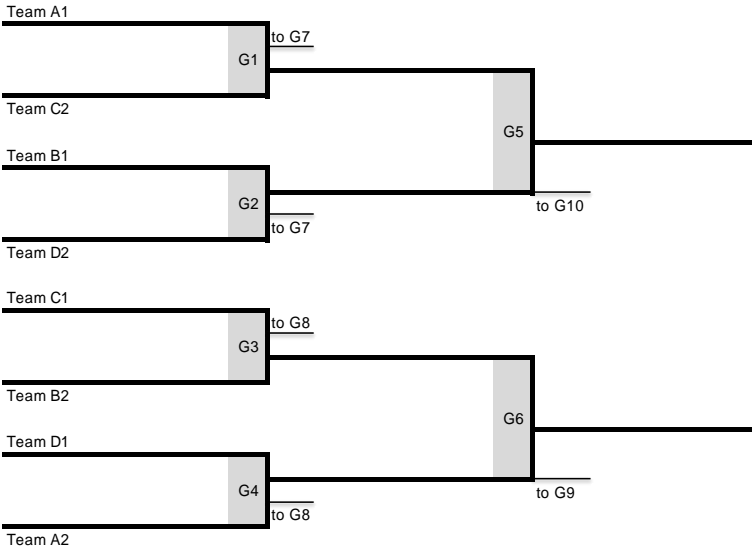 Team A1
to G7
G1
Team C2
Team B1
G5
G2
to G10
to G7
Team D2
Team C1
to G8
G3
Team B2
G6
Team D1
G4
to G9
to G8
Team A2